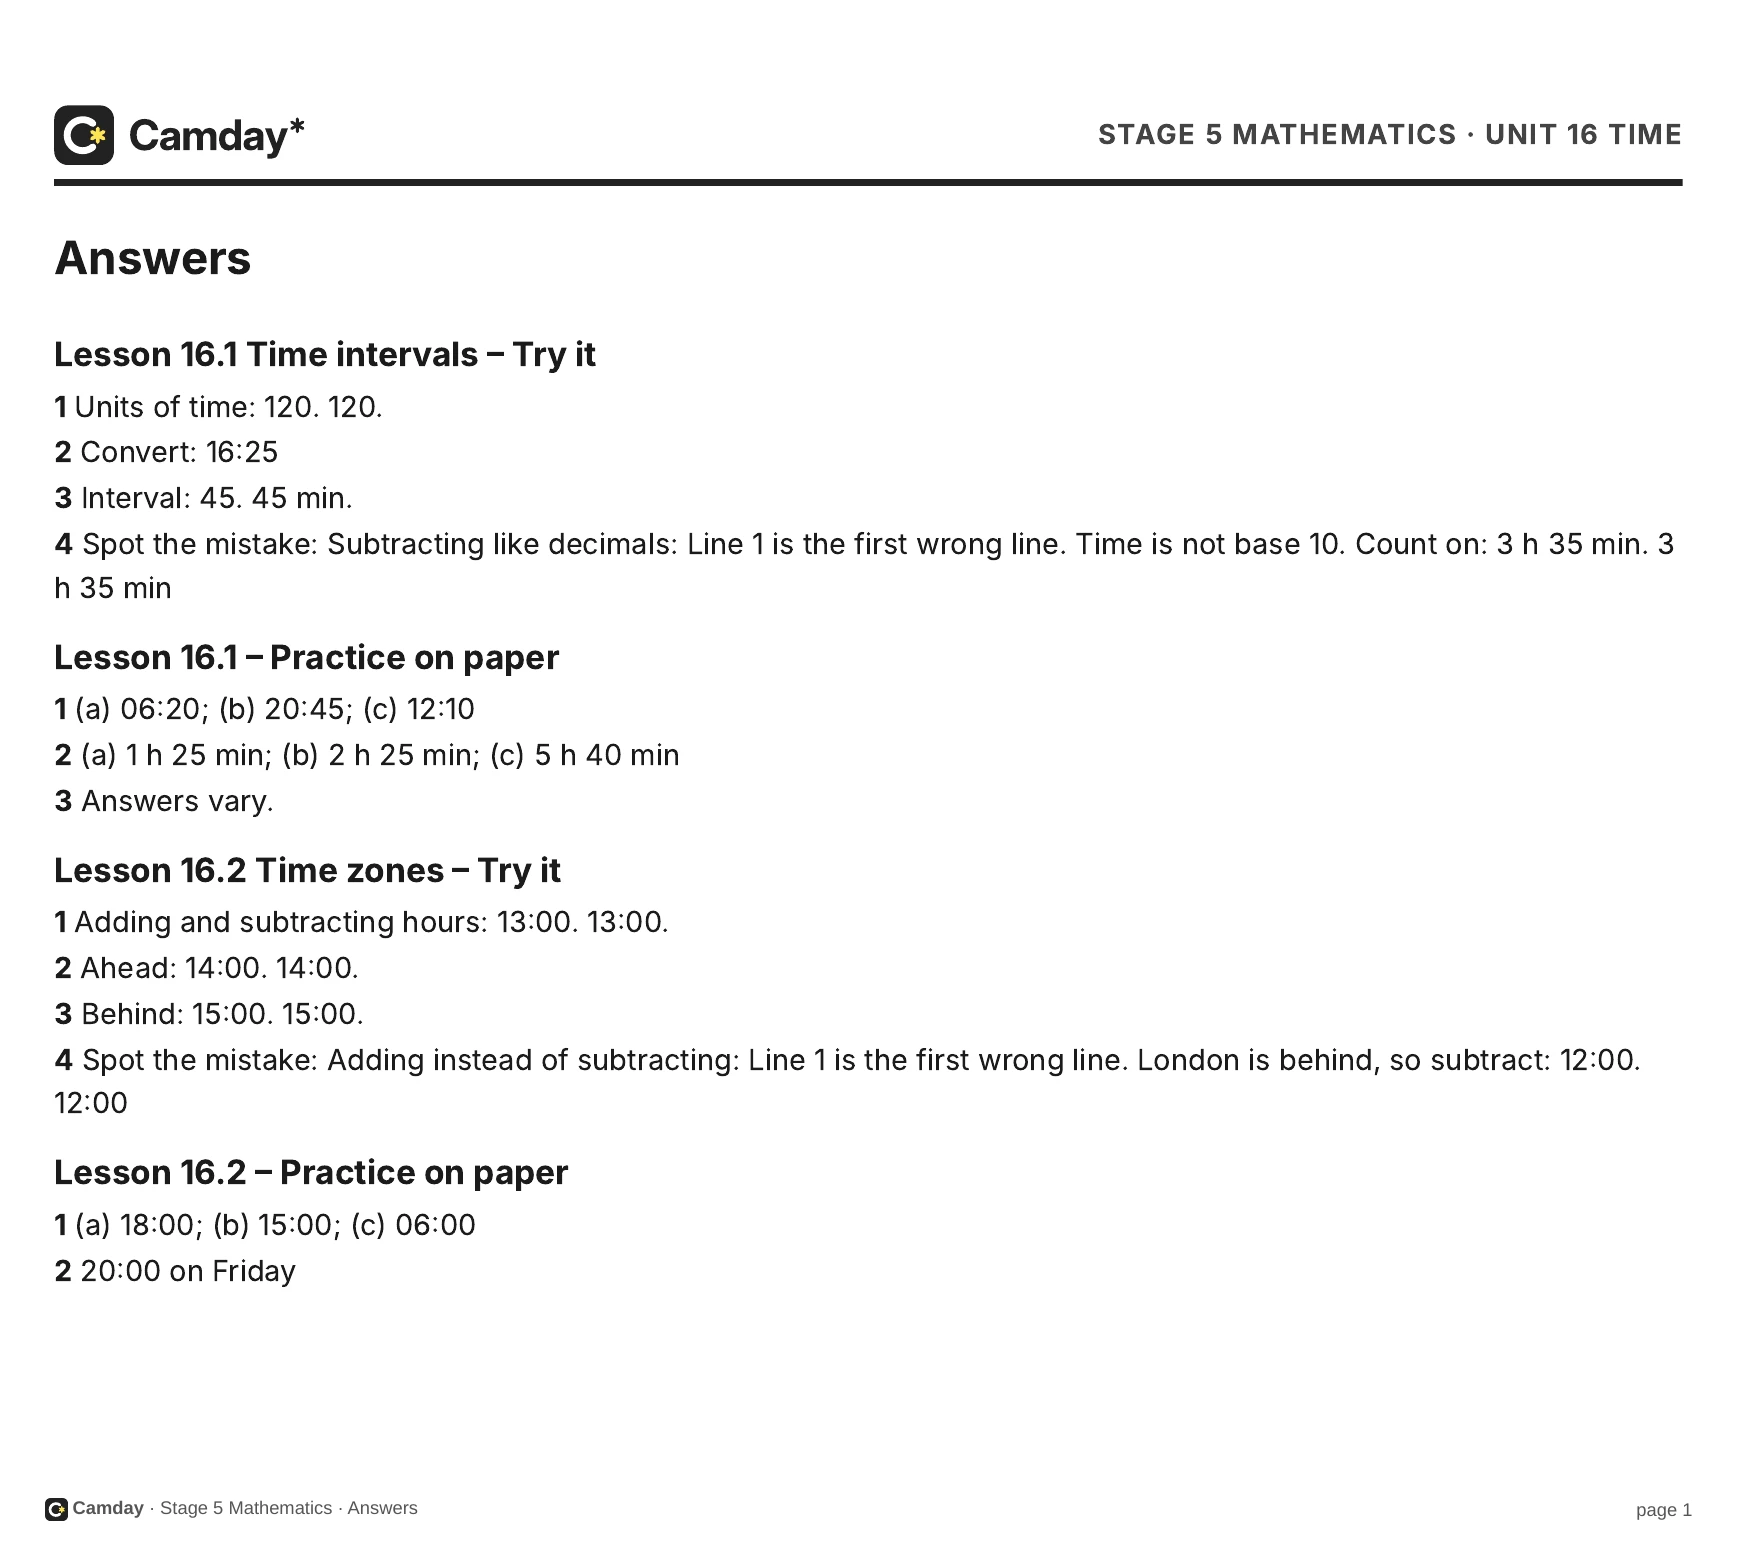 Camday*
STAGE 5 MATHEMATICS · UNIT 16 TIME
Answers
Lesson 16.1 Time intervals – Try it
1 Units of time: 120. 120.
2 Convert: 16:25
3 Interval: 45. 45 min.
4 Spot the mistake: Subtracting like decimals: Line 1 is the first wrong line. Time is not base 10. Count on: 3 h 35 min. 3
h 35 min
Lesson 16.1 – Practice on paper
1 (a) 06:20; (b) 20:45; (c) 12:10
2 (a) 1 h 25 min; (b) 2 h 25 min; (c) 5 h 40 min
3 Answers vary.
Lesson 16.2 Time zones – Try it
1 Adding and subtracting hours: 13:00. 13:00.
2 Ahead: 14:00. 14:00.
3 Behind: 15:00. 15:00.
4 Spot the mistake: Adding instead of subtracting: Line 1 is the first wrong line. London is behind, so subtract: 12:00.
12:00
Lesson 16.2 – Practice on paper
1 (a) 18:00; (b) 15:00; (c) 06:00
2 20:00 on Friday
Camday · Stage 5 Mathematics · Answers
page 1